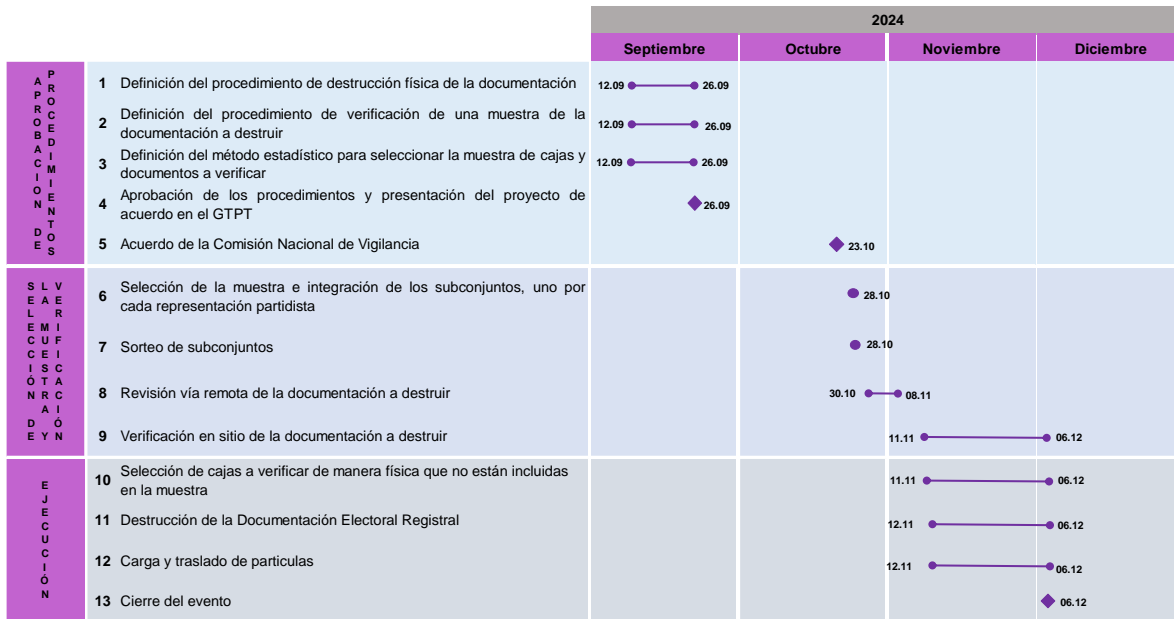 2024
Septiembre Octubre Noviembre Diciembre
APROBACION DE
PROCEDIMIENTOS
1 Definición del procedimiento de destrucción física de la documentación 12.09 26.09
2 Definición del procedimiento de verificación de una muestra de la
documentación a destruir 12.09 26.09
3 Definición del método estadístico para seleccionar la muestra de cajas y
documentos a verificar 12.09 26.09
4 Aprobación de los procedimientos y presentación del proyecto de
acuerdo en el GTPT 26.09
5 Acuerdo de la Comisión Nacional de Vigilancia 23.10
SELECCIÓN DE
LA MUESTRA Y
VERIFICACIÓN
6 Selección de la muestra e integración de los subconjuntos, uno por
cada representación partidista 28.10
7 Sorteo de subconjuntos 28.10
8 Revisión vía remota de la documentación a destruir 30.10 08.11
9 Verificación en sitio de la documentación a destruir 11.11 06.12
EJECUCIÓN
10 Selección de cajas a verificar de manera física que no están incluidas
en la muestra 11.11 06.12
11 Destrucción de la Documentación Electoral Registral 12.11 06.12
12 Carga y traslado de particulas 12.11 06.12
13 Cierre del evento 06.12